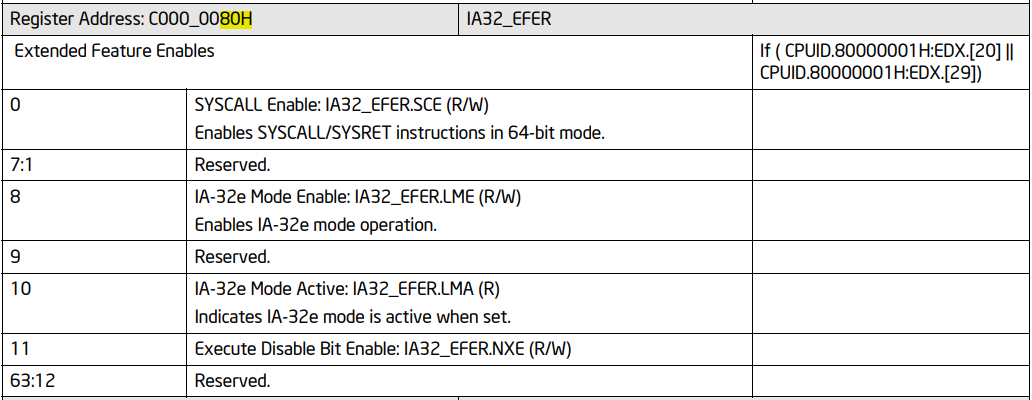 Register Address: C000_0080H IA32_EFER
Extended Feature Enables If ( CPUID.80000001H:EDX.[20] ||
CPUID.80000001H:EDX.[29])
0 SYSCALL Enable: IA32_EFER.SCE (R/W)
Enables SYSCALL/SYSRET instructions in 64-bit mode.
7:1 Reserved.
8 IA-32e Mode Enable: IA32_EFER.LME (R/W)
Enables IA-32e mode operation.
9 Reserved.
10 IA-32e Mode Active: IA32_EFER.LMA (R)
Indicates IA-32e mode is active when set.
11 Execute Disable Bit Enable: IA32_EFER.NXE (R/W)
63:12 Reserved.